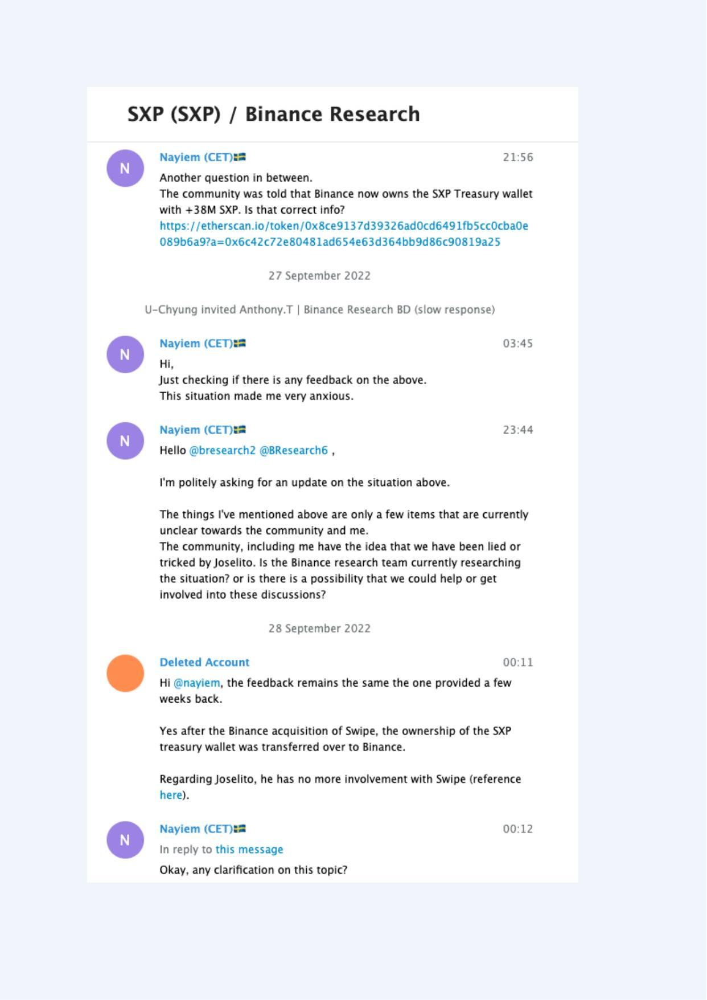 SXP (SXP) / Binance Research
N
Nayiem (CET)🇸🇪
21:56
Another question in between.
The community was told that Binance now owns the SXP Treasury wallet
with +38M SXP. Is that correct info?
https://etherscan.io/token/0x8ce9137d39326ad0cd6491fb5cc0cba0e
089b6a9?a=0x6c42c72e80481ad654e63d364bb9d86c90819a25
27 September 2022
U-Chyung invited Anthony.T | Binance Research BD (slow response)
N
Nayiem (CET)🇸🇪
03:45
Hi,
Just checking if there is any feedback on the above.
This situation made me very anxious.
N
Nayiem (CET)🇸🇪
23:44
Hello @bresearch2 @BResearch6 ,
I'm politely asking for an update on the situation above.
The things I've mentioned above are only a few items that are currently
unclear towards the community and me.
The community, including me have the idea that we have been lied or
tricked by Joselito. Is the Binance research team currently researching
the situation? or is there is a possibility that we could help or get
involved into these discussions?
28 September 2022
Deleted Account
00:11
Hi @nayiem, the feedback remains the same the one provided a few
weeks back.
Yes after the Binance acquisition of Swipe, the ownership of the SXP
treasury wallet was transferred over to Binance.
Regarding Joselito, he has no more involvement with Swipe (reference
here).
N
Nayiem (CET)🇸🇪
00:12
In reply to this message
Okay, any clarification on this topic?